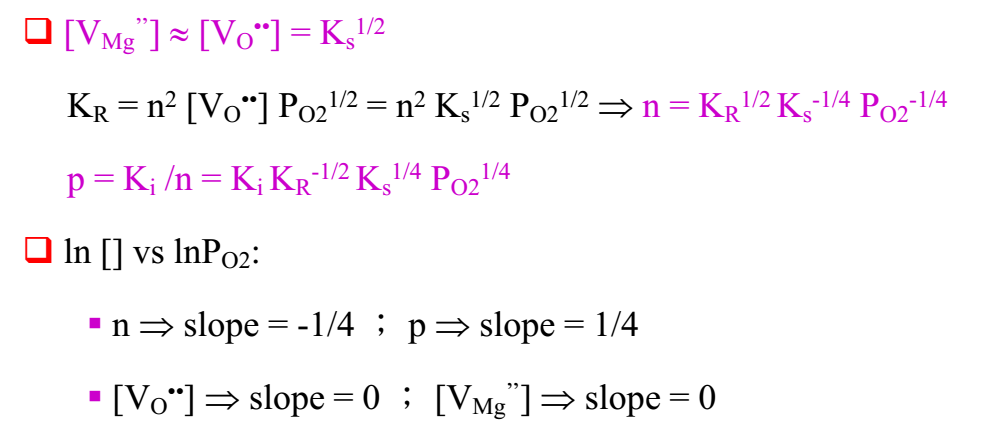 ❑ [V_Mg”] ≈ [V_O^••] = K_s^1/2
K_R = n^2 [V_O^••] P_O2^1/2 = n^2 K_s^1/2 P_O2^1/2 ⇒ n = K_R^1/2 K_s^-1/4 P_O2^-1/4
p = K_i /n = K_i K_R^-1/2 K_s^1/4 P_O2^1/4
❑ ln [] vs lnP_O2:
▪ n ⇒ slope = -1/4 ； p ⇒ slope = 1/4
▪ [V_O^••] ⇒ slope = 0 ； [V_Mg”] ⇒ slope = 0